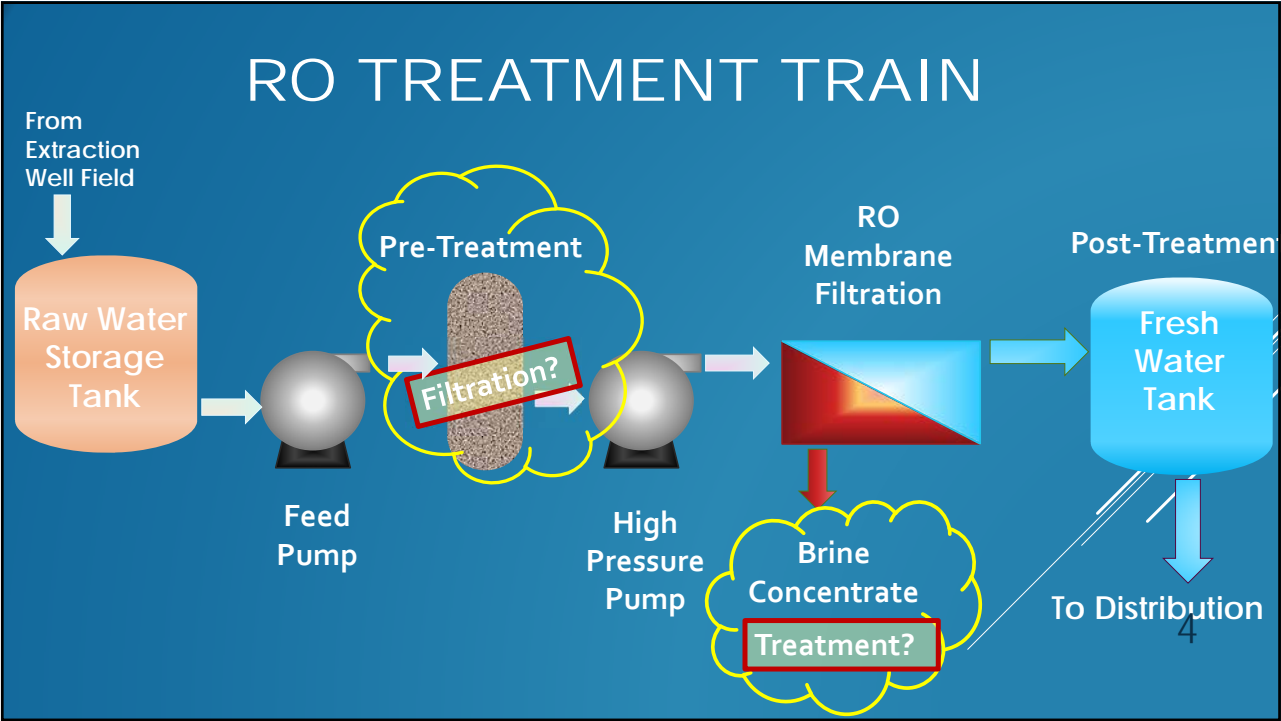 RO TREATMENT TRAIN
From
Extraction
Well Field
Raw Water
Storage
Tank
Feed
Pump
Pre-Treatment
Filtration?
High
Pressure
Pump
RO
Membrane
Filtration
Brine
Concentrate
Treatment?
Post-Treatment
Fresh
Water
Tank
To Distribution
4